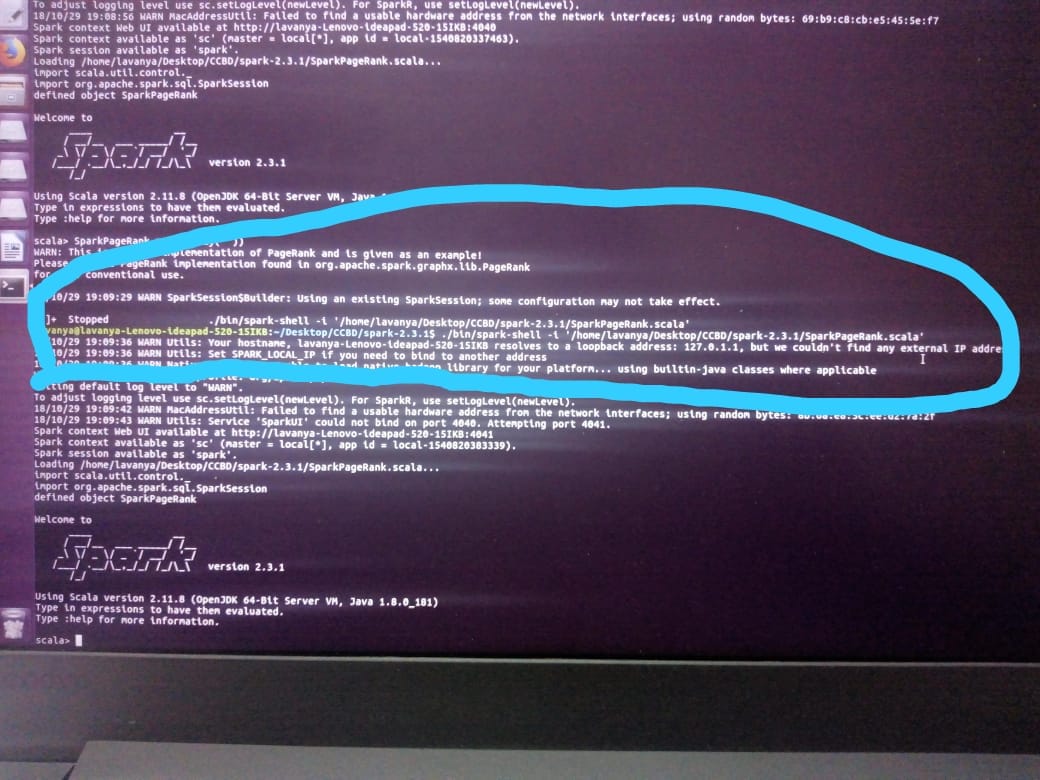 To adjust logging level use sc.setLogLevel(newLevel). For SparkR, use setLogLevel(newLevel).
18/10/29 19:08:56 WARN MacAddressUtil: Failed to find a usable hardware address from the network interfaces; using random bytes: 69:b9:c8:cb:e5:45:5e:f7
Spark context Web UI available at http://lavanya-Lenovo-ideapad-520-15IKB:4040
Spark context available as 'sc' (master = local[*], app id = local-1540820337463).
Spark session available as 'spark'.
Loading /home/lavanya/Desktop/CCBD/spark-2.3.1/SparkPageRank.scala...
import scala.util.control._
import org.apache.spark.sql.SparkSession
defined object SparkPageRank
Welcome to
Spark version 2.3.1
Using Scala version 2.11.8 (OpenJDK 64-Bit Server VM, Java
Type in expressions to have them evaluated.
Type :help for more information.
scala> SparkPageRank ))
WARN: This implementation of PageRank and is given as an example!
Please PageRank implementation found in org.apache.spark.graphx.lib.PageRank
for conventional use.
/10/29 19:09:29 WARN SparkSession$Builder: Using an existing SparkSession; some configuration may not take effect.
]+ Stopped ./bin/spark-shell -i '/home/lavanya/Desktop/CCBD/spark-2.3.1/SparkPageRank.scala'
vanya@lavanya-Lenovo-ideapad-520-15IKB:~/Desktop/CCBD/spark-2.3.1$ ./bin/spark-shell -i '/home/lavanya/Desktop/CCBD/spark-2.3.1/SparkPageRank.scala'
/10/29 19:09:36 WARN Utils: Your hostname, lavanya-Lenovo-ideapad-520-15IKB resolves to a loopback address: 127.0.1.1, but we couldn't find any external IP addre
/10/29 19:09:36 WARN Utils: Set SPARK_LOCAL_IP if you need to bind to another address
library for your platform... using builtin-java classes where applicable
tting default log level to "WARN".
To adjust logging level use sc.setLogLevel(newLevel). For SparkR, use setLogLevel(newLevel).
18/10/29 19:09:42 WARN MacAddressUtil: Failed to find a usable hardware address from the network interfaces; using random bytes:
18/10/29 19:09:43 WARN Utils: Service 'SparkUI' could not bind on port 4040. Attempting port 4041.
Spark context Web UI available at http://lavanya-Lenovo-ideapad-520-15IKB:4041
Spark context available as 'sc' (master = local[*], app id = local-1540820383339).
Spark session available as 'spark'.
Loading /home/lavanya/Desktop/CCBD/spark-2.3.1/SparkPageRank.scala...
import scala.util.control._
import org.apache.spark.sql.SparkSession
defined object SparkPageRank
Welcome to
Spark version 2.3.1
Using Scala version 2.11.8 (OpenJDK 64-Bit Server VM, Java 1.8.0_181)
Type in expressions to have them evaluated.
Type :help for more information.
scala>